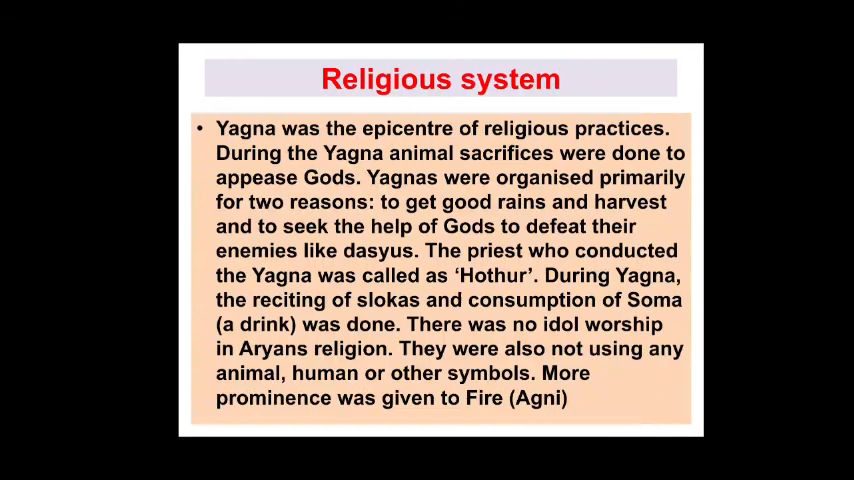 Religious system
• Yagna was the epicentre of religious practices.
During the Yagna animal sacrifices were done to
appease Gods. Yagnas were organised primarily
for two reasons: to get good rains and harvest
and to seek the help of Gods to defeat their
enemies like dasyus. The priest who conducted
the Yagna was called as ‘Hothur’. During Yagna,
the reciting of slokas and consumption of Soma
(a drink) was done. There was no idol worship
in Aryans religion. They were also not using any
animal, human or other symbols. More
prominence was given to Fire (Agni)